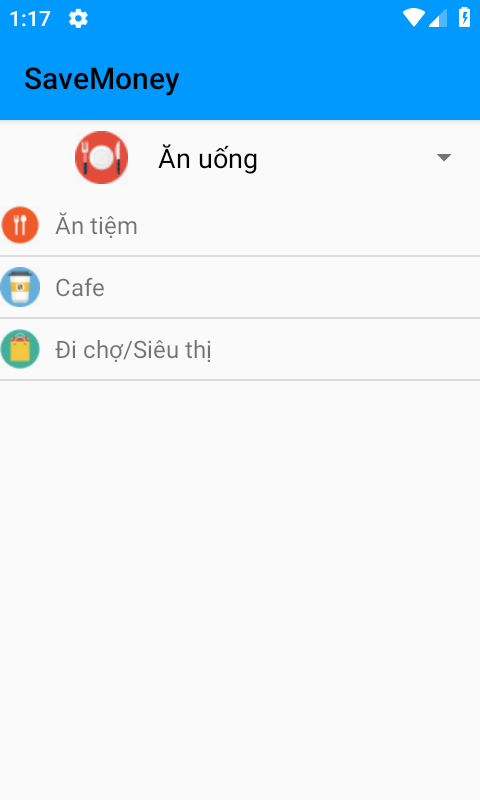 1:17
SaveMoney
Ăn uống
Ăn tiệm
Cafe
Đi chợ/Siêu thị